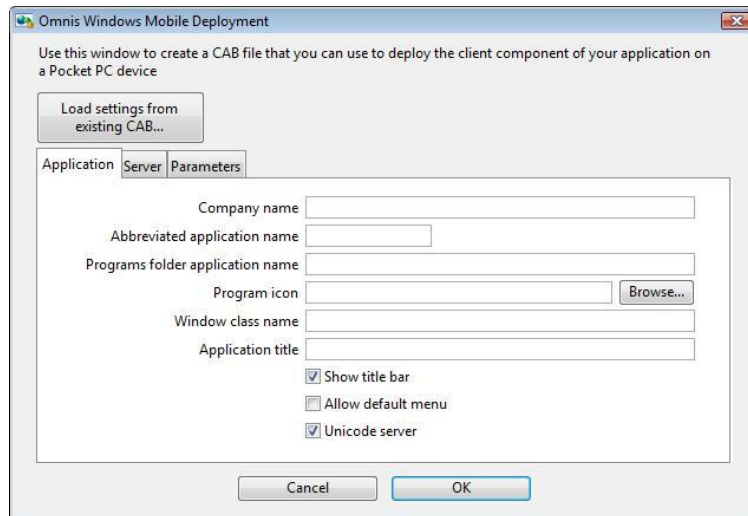 Omnis Windows Mobile Deployment
Use this window to create a CAB file that you can use to deploy the client component of your application on
a Pocket PC device
Load settings from
existing CAB...
Application Server Parameters
Company name
Abbreviated application name
Programs folder application name
Program icon Browse...
Window class name
Application title
Show title bar
Allow default menu
Unicode server
Cancel OK